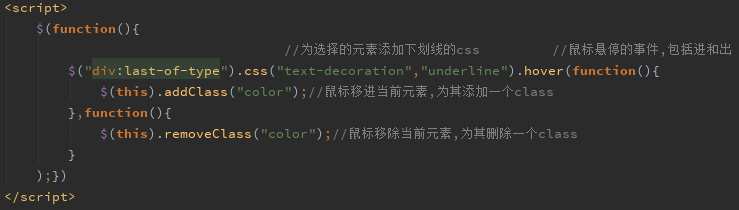 <script>
$(function(){
//为选择的元素添加下划线的css //鼠标悬停的事件,包括进和出
$("div:last-of-type").css("text-decoration","underline").hover(function(){
$(this).addClass("color");//鼠标移进当前元素,为其添加一个class
},function(){
$(this).removeClass("color");//鼠标移除当前元素,为其删除一个class
}
);})
</script>